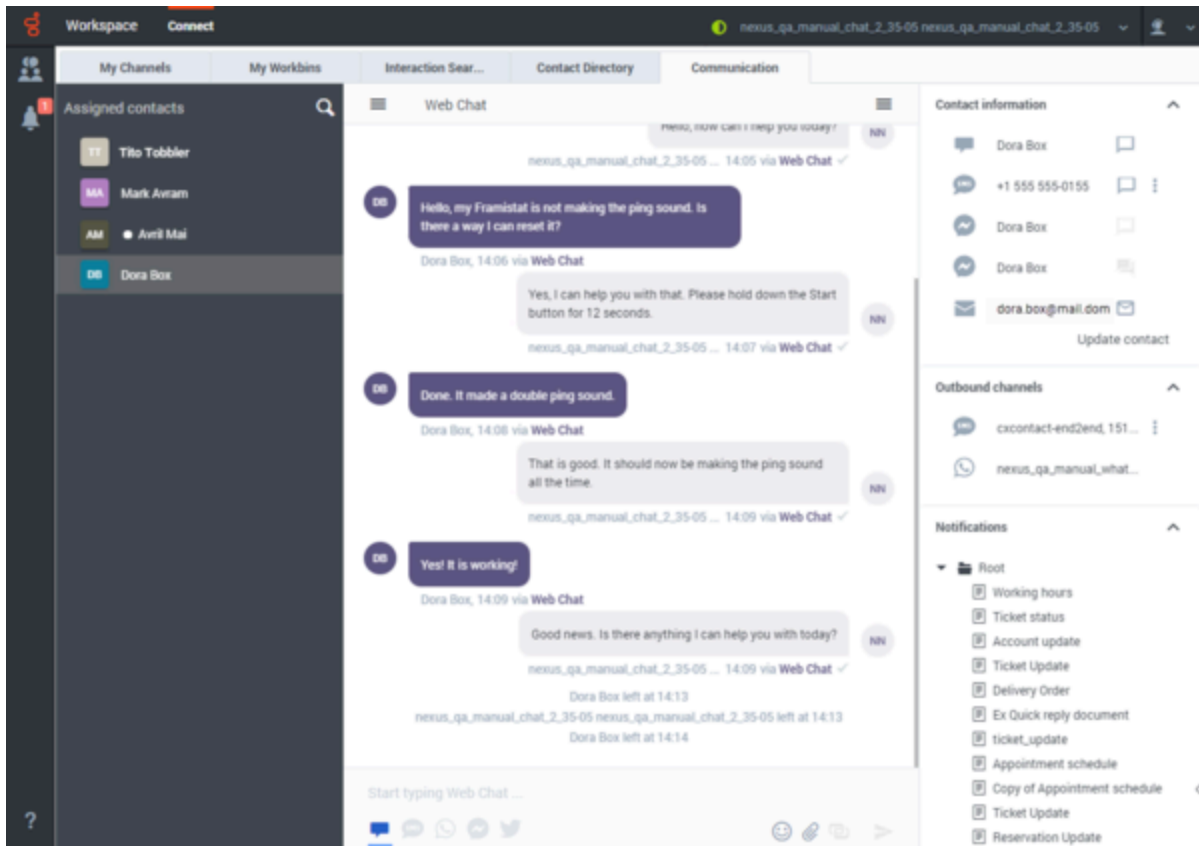 Workspace
Connect
nexus_qa_manual_chat_2_35-05 nexus_qa_manual_chat_2_35-05
My Channels
My Workbins
Interaction Sear...
Contact Directory
Communication
1
Assigned contacts
TT Tito Tobbler
MA Mark Avram
AM Avril Mai
DB Dora Box
?
Web Chat
Hello, how can I help you today?
NN
nexus_qa_manual_chat_2_35-05 ... 14:05 via Web Chat
DB
Hello, my Framistat is not making the ping sound. Is
there a way I can reset it?
Dora Box, 14:06 via Web Chat
Yes, I can help you with that. Please hold down the Start
button for 12 seconds.
NN
nexus_qa_manual_chat_2_35-05 ... 14:07 via Web Chat
DB
Done. It made a double ping sound.
Dora Box, 14:08 via Web Chat
That is good. It should now be making the ping sound
all the time.
NN
nexus_qa_manual_chat_2_35-05 ... 14:09 via Web Chat
DB
Yes! It is working!
Dora Box, 14:09 via Web Chat
Good news. Is there anything I can help you with today?
NN
nexus_qa_manual_chat_2_35-05 ... 14:09 via Web Chat
Dora Box left at 14:13
nexus_qa_manual_chat_2_35-05 nexus_qa_manual_chat_2_35-05 left at 14:13
Dora Box left at 14:14
Start typing Web Chat ...
Contact information
Dora Box
+1 555 555-0155
Dora Box
Dora Box
dora.box@mail.dom
Update contact
Outbound channels
cxcontact-end2end, 151...
nexus_qa_manual_what...
Notifications
Root
Working hours
Ticket status
Account update
Ticket Update
Delivery Order
Ex Quick reply document
ticket_update
Appointment schedule
Copy of Appointment schedule
Ticket Update
Reservation Update